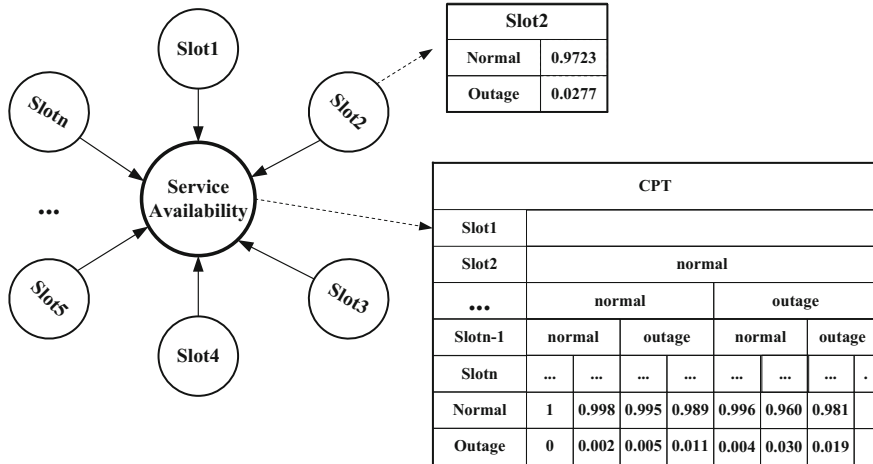 Slot1
Slot2
Slot3
Slot4
Slot5
...
Slotn
Service
Availability
Slot2
Normal 0.9723
Outage 0.0277
CPT
Slot1
Slot2 normal
... normal outage
Slotn-1 normal outage normal outage
Slotn ... ... ... ... ... ... ... .
Normal 1 0.998 0.995 0.989 0.996 0.960 0.981
Outage 0 0.002 0.005 0.011 0.004 0.030 0.019